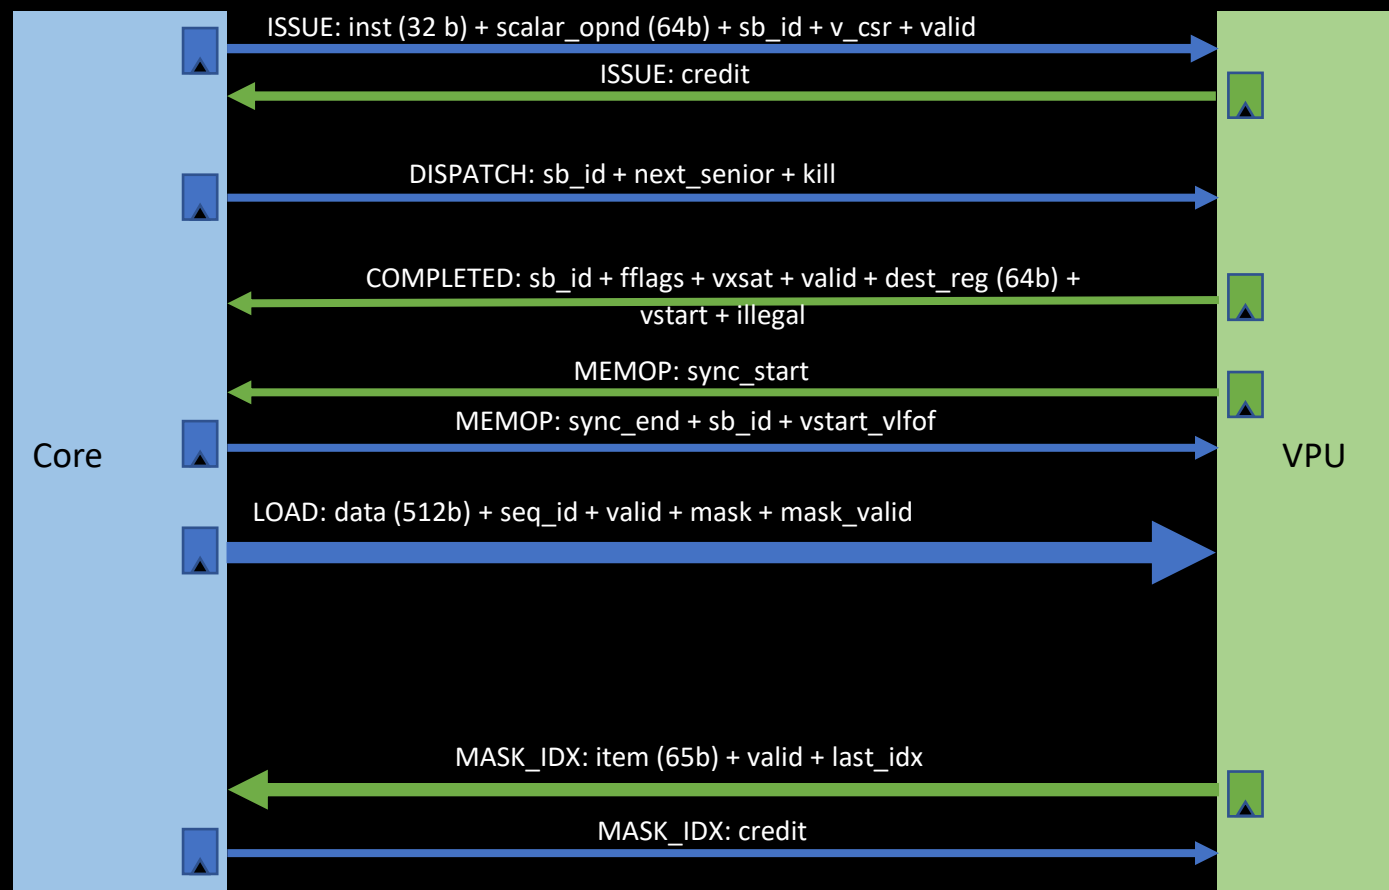 ISSUE: inst (32 b) + scalar_opnd (64b) + sb_id + v_csr + valid
ISSUE: credit
DISPATCH: sb_id + next_senior + kill
COMPLETED: sb_id + fflags + vxsat + valid + dest_reg (64b) +
vstart + illegal
MEMOP: sync_start
MEMOP: sync_end + sb_id + vstart_vlfof
Core
VPU
LOAD: data (512b) + seq_id + valid + mask + mask_valid
MASK_IDX: item (65b) + valid + last_idx
MASK_IDX: credit